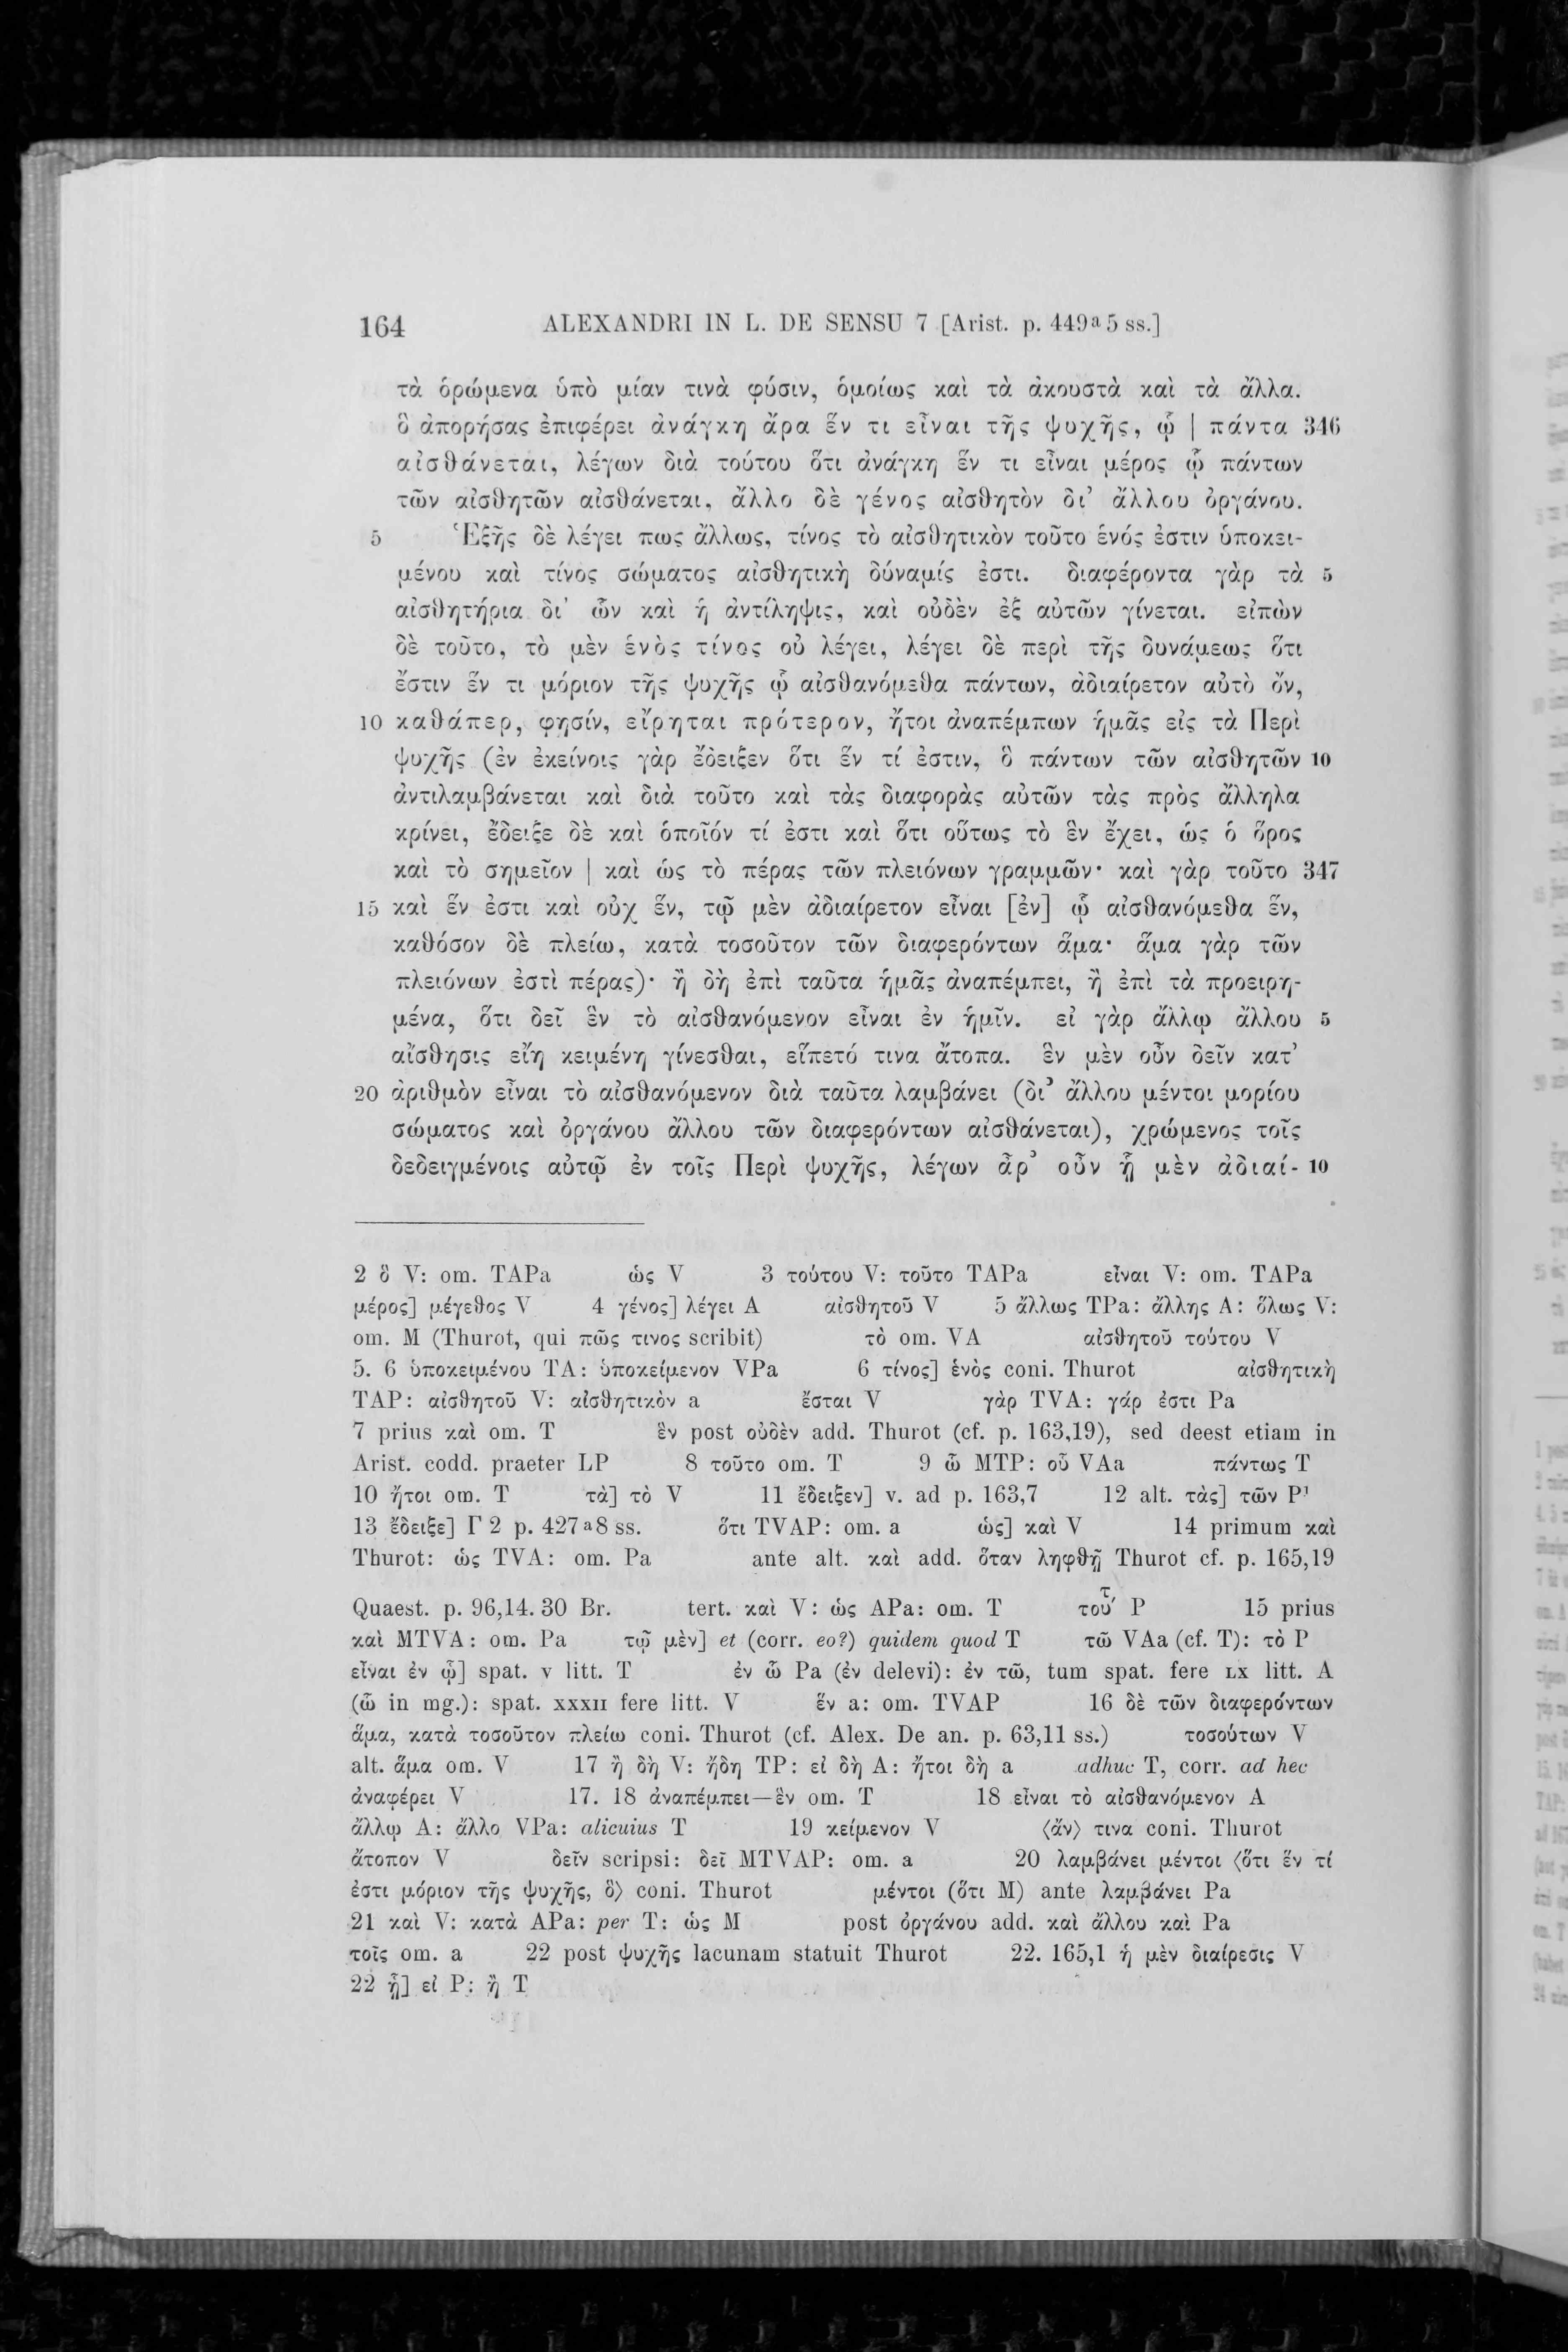 164 ALEXANDRI IN L. DE SENSU 7 [Arist. p. 449ª5 ss.]
τὰ ὁρώμενα ὑπὸ μίαν τινὰ φύσιν, ὁμοίως καὶ τὰ ἀκουστὰ καὶ τὰ ἄλλα.
ὃ ἀπορήσας ἐπιφέρει ἀνάγκη ἄρα ἕν τι εἶναι τῆς ψυχῆς, ᾧ | πάντα 346
αἰσθάνεται, λέγων διὰ τούτου ὅτι ἀνάγκη ἕν τι εἶναι μέρος ᾧ πάντων
τῶν αἰσθητῶν αἰσθάνεται, ἄλλο δὲ γένος αἰσθητὸν δι’ ἄλλου ὀργάνου.
5 Ἑξῆς δὲ λέγει πως ἄλλως, τίνος τὸ αἰσθητικὸν τοῦτο ἑνός ἐστιν ὑποκει-
μένου καὶ τίνος σώματος αἰσθητικὴ δύναμίς ἐστι. διαφέροντα γὰρ τὰ 5
αἰσθητήρια δι’ ὧν καὶ ἡ ἀντίληψις, καὶ οὐδὲν ἐξ αὐτῶν γίνεται. εἰπὼν
δὲ τοῦτο, τὸ μὲν ἑνὸς τίνος οὐ λέγει, λέγει δὲ περὶ τῆς δυνάμεως ὅτι
ἔστιν ἕν τι μόριον τῆς ψυχῆς ᾧ αἰσθανόμεθα πάντων, ἀδιαίρετον αὐτὸ ὄν,
10 καθάπερ, φησίν, εἴρηται πρότερον, ἤτοι ἀναπέμπων ἡμᾶς εἰς τὰ Περὶ
ψυχῆς (ἐν ἐκείνοις γὰρ ἔδειξεν ὅτι ἕν τί ἐστιν, ὃ πάντων τῶν αἰσθητῶν 10
ἀντιλαμβάνεται καὶ διὰ τοῦτο καὶ τὰς διαφορὰς αὐτῶν τὰς πρὸς ἄλληλα
κρίνει, ἔδειξε δὲ καὶ ὁποῖόν τί ἐστι καὶ ὅτι οὕτως τὸ ἓν ἔχει, ὡς ὁ ὅρος
καὶ τὸ σημεῖον | καὶ ὡς τὸ πέρας τῶν πλειόνων γραμμῶν· καὶ γὰρ τοῦτο 347
15 καὶ ἕν ἐστι καὶ οὐχ ἕν, τῷ μὲν ἀδιαίρετον εἶναι [ἐν] ᾧ αἰσθανόμεθα ἕν,
καθόσον δὲ πλείω, κατὰ τοσοῦτον τῶν διαφερόντων ἅμα· ἅμα γὰρ τῶν
πλειόνων ἐστὶ πέρας)· ἢ δὴ ἐπὶ ταῦτα ἡμᾶς ἀναπέμπει, ἢ ἐπὶ τὰ προειρη-
μένα, ὅτι δεῖ ἓν τὸ αἰσθανόμενον εἶναι ἐν ἡμῖν. εἰ γὰρ ἄλλῳ ἄλλου 5
αἴσθησις εἴη κειμένη γίνεσθαι, εἵπετό τινα ἄτοπα. ἓν μὲν οὖν δεῖν κατ’
20 ἀριθμὸν εἶναι τὸ αἰσθανόμενον διὰ ταῦτα λαμβάνει (δι’ ἄλλου μέντοι μορίου
σώματος καὶ ὀργάνου ἄλλου τῶν διαφερόντων αἰσθάνεται), χρώμενος τοῖς
δεδειγμένοις αὐτῷ ἐν τοῖς Περὶ ψυχῆς, λέγων ἆρ’ οὖν ᾗ μὲν ἀδιαί- 10
2 ὃ V: om. TAPa ὡς V 3 τούτου V: τοῦτο TAPa εἶναι V: om. TAPa
μέρος] μέγεθος V 4 γένος] λέγει A αἰσθητοῦ V 5 ἄλλως TPa: ἄλλης A: ὅλως V:
om. M (Thurot, qui πῶς τινος scribit) τὸ om. VA αἰσθητοῦ τούτου V
5. 6 ὑποκειμένου TA: ὑποκείμενον VPa 6 τίνος] ἑνὸς coni. Thurot αἰσθητικὴ
TAP: αἰσθητοῦ V: αἰσθητικὸν a ἔσται V γὰρ TVA: γάρ ἐστι Pa
7 prius καὶ om. T ἓν post οὐδὲν add. Thurot (cf. p. 163,19), sed deest etiam in
Arist. codd. praeter LP 8 τοῦτο om. T 9 ᾧ MTP: οὗ VAa πάντως T
10 ἤτοι om. T τὰ] τὸ V 11 ἔδειξεν] v. ad p. 163,7 12 alt. τὰς] τῶν P¹
13 ἔδειξε] Γ 2 p. 427ª8 ss. ὅτι TVAP: om. a ὡς] καὶ V 14 primum καὶ
Thurot: ὡς TVA: om. Pa ante alt. καὶ add. ὅταν ληφθῇ Thurot cf. p. 165,19
Quaest. p. 96,14. 30 Br. tert. καὶ V: ὡς APa: om. T P 15 prius
καὶ MTVA: om. Pa τῷ μὲν] et (corr. eo?) quidem quod T τῶ VAa (cf. T): τὸ P
εἶναι ἐν ᾧ] spat. v litt. T ἐν ὧ Pa (ἐν delevi): ἐν τῶ, tum spat. fere LX litt. A
(ὧ in mg.): spat. XXXII fere litt. V ἕν a: om. TVAP 16 δὲ τῶν διαφερόντων
ἅμα, κατὰ τοσοῦτον πλείω coni. Thurot (cf. Alex. De an. p. 63,11 ss.) τοσούτων V
alt. ἅμα om. V 17 ἢ δὴ V: ἤδη TP: εἰ δὴ A: ἤτοι δὴ a adhuc T, corr. ad hec
ἀναφέρει V 17. 18 ἀναπέμπει—ἓν om. T 18 εἶναι τὸ αἰσθανόμενον A
ἄλλῳ A: ἄλλο VPa: alicuius T 19 κείμενον V ⟨ἄν⟩ τινα coni. Thurot
ἄτοπον V δεῖν scripsi: δεῖ MTVAP: om. a 20 λαμβάνει μέντοι ⟨ὅτι ἕν τί
ἐστι μόριον τῆς ψυχῆς, ὃ⟩ coni. Thurot μέντοι (ὅτι M) ante λαμβάνει Pa
21 καὶ V: κατὰ APa: per T: ὡς M post ὀργάνου add. καὶ ἄλλου καὶ Pa
τοῖς om. a 22 post ψυχῆς lacunam statuit Thurot 22. 165,1 ἡ μὲν διαίρεσις V
22 ᾗ] εἰ P: ἢ T